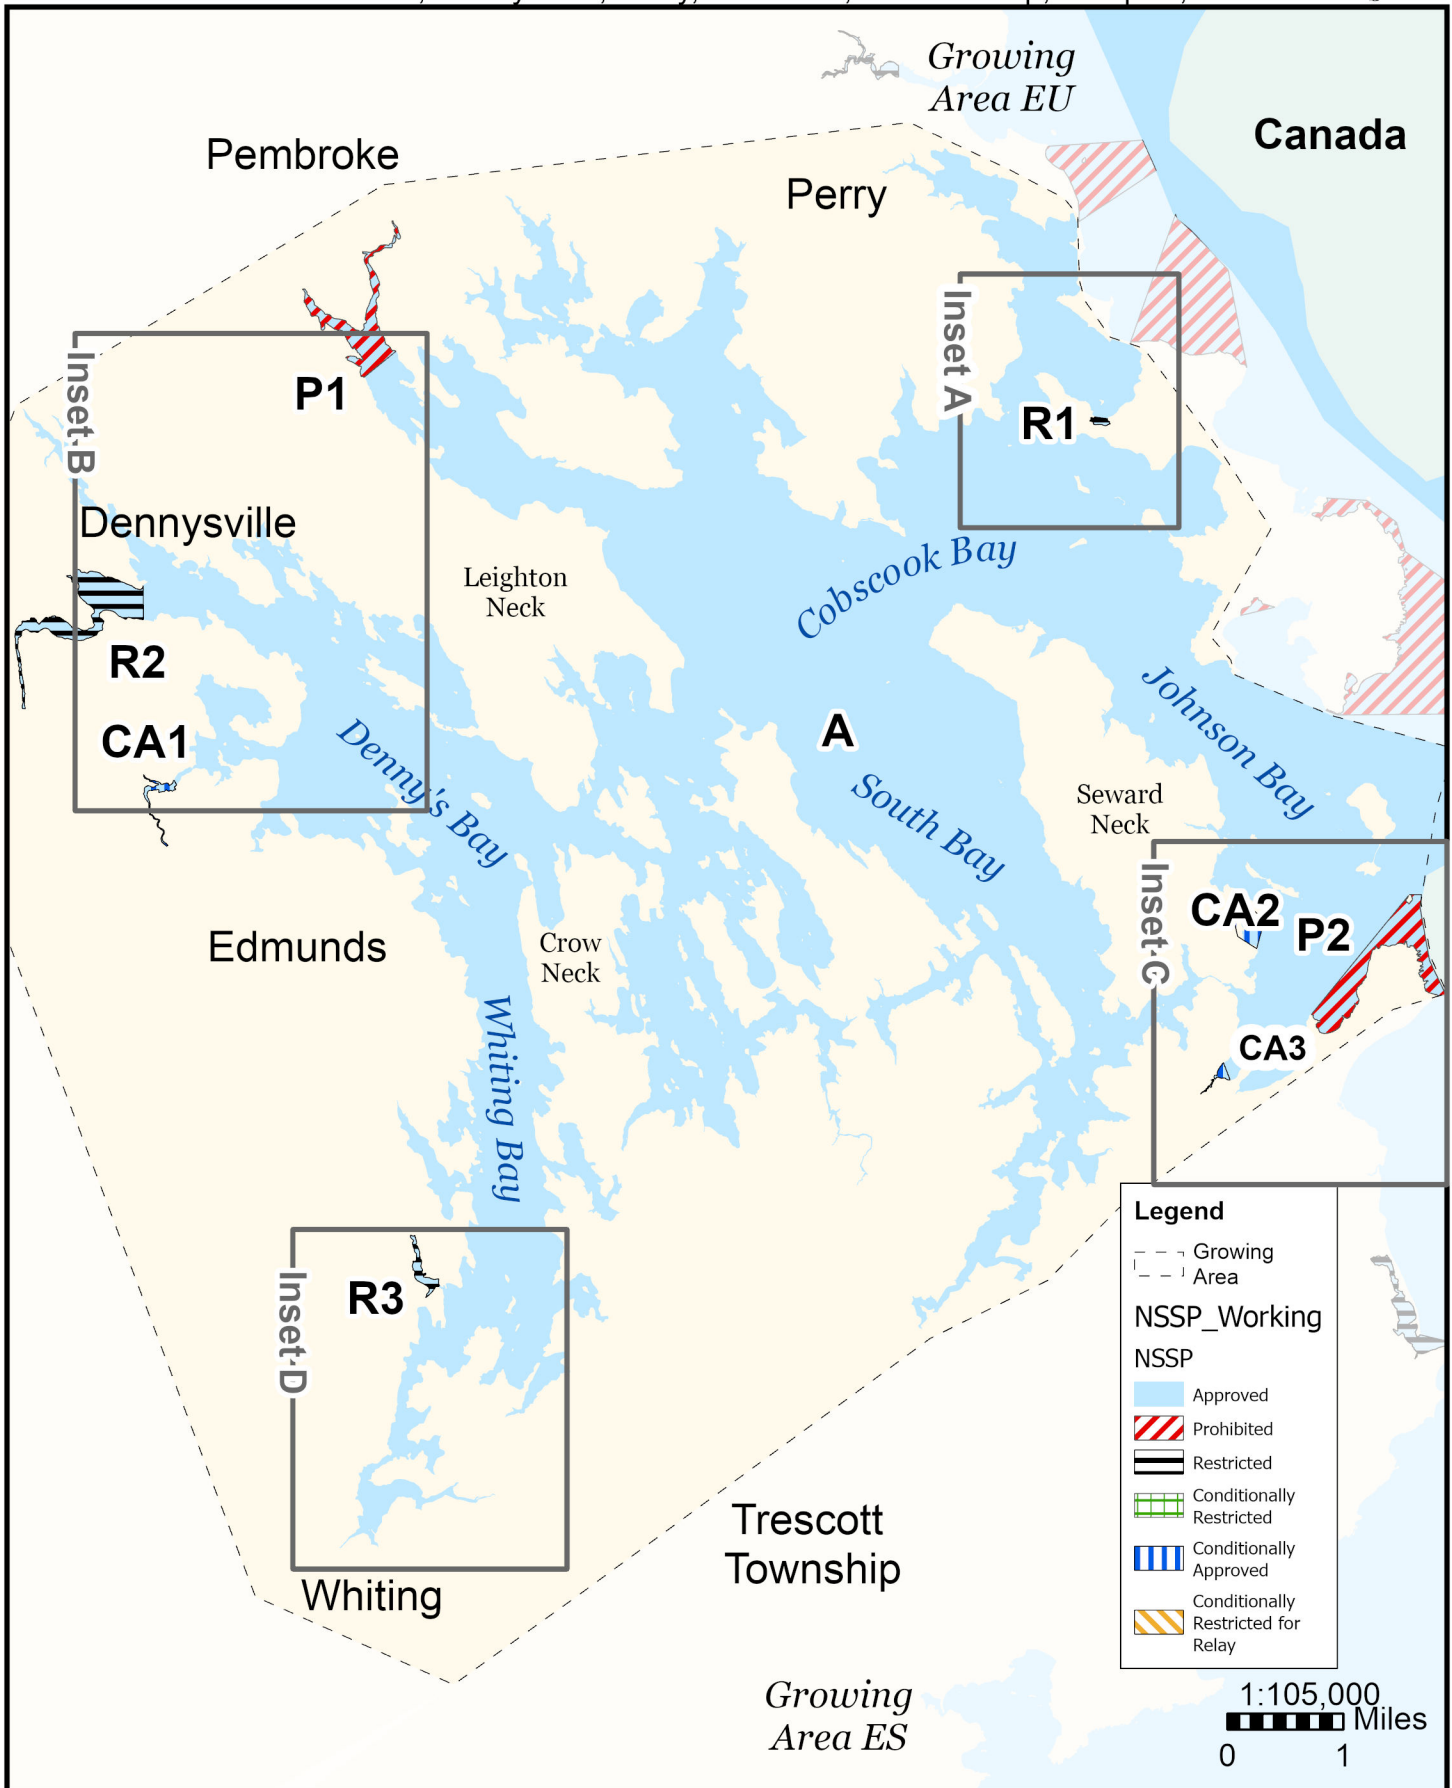 Growing
Area EU
Canada
Pembroke
Perry
Inset A
R1
Inset B
P1
Dennysville
Leighton
Neck
Cobscook Bay
R2
CA1
Denny's Bay
A
South Bay
Johnson Bay
Seward
Neck
Inset C
CA2
P2
CA3
Edmunds
Crow
Neck
Whiting Bay
Inset D
R3
Whiting
Trescott
Township
Growing
Area ES
Legend
Growing
Area
NSSP_Working
NSSP
Approved
Prohibited
Restricted
Conditionally
Restricted
Conditionally
Approved
Conditionally
Restricted for
Relay
1:105,000
Miles
0 1